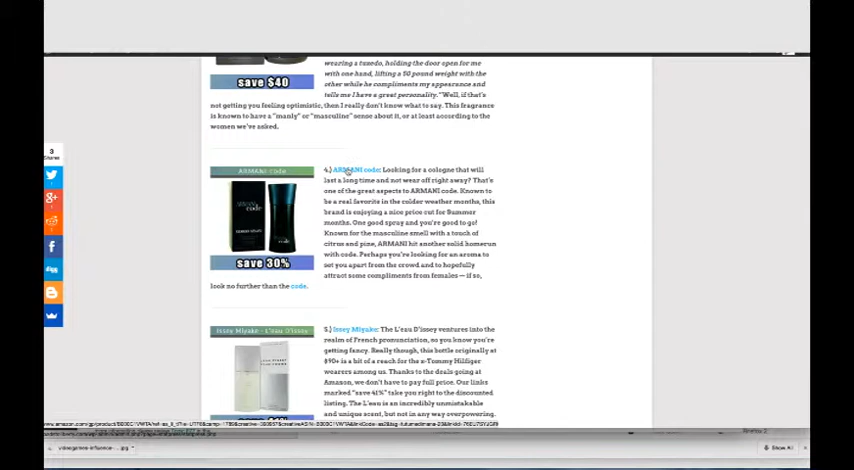 wearing a tuxedo, holding the door open for me
with one hand, lifting a 50 pound weight with the
other while he compliments my appearance and
save $40
tells me I have a great personality. "Well, if that's
not getting you feeling optimistic, then I really don't know what to say. This fragrance
is known to have a "manly" or "masculine" sense about it, or at least according to the
women we've asked.
3
Shares
ARMANI Code
4.) ARMANI code: Looking for a cologne that will
last a long time and not wear off right away? That's
one of the great aspects to ARMANI code. Known to
be a real favorite in the colder weather months, this
brand is enjoying a nice price cut for Summer
months. One good spray and you're good to go!
Known for the masculine smell with a touch of
citrus and pine, ARMANI hit another solid homerun
with code. Perhaps you're looking for an aroma to
code
save 30%
set you apart from the crowd and to hopefully
attract some compliments from females — if so,
look no further than the code.
digg
Issey Miyake - L'eau D'Issey
5.) Issey Miyake: The L'eau D'issey ventures into the
realm of French pronunciation, so you know you're
getting fancy. Really though, this bottle originally at
$90+ is a bit of a reach for the e-Tommy Hilfiger
wearers among us. Thanks to the deals going at
Amazon, we don't have to pay full price. Our links
marked "save 41%" take you right to the discounted
listing. The L'eau is an incredibly unmistakable
and unique scent, but not in any way overpowering.
videogames-influence-....jpg
Show All